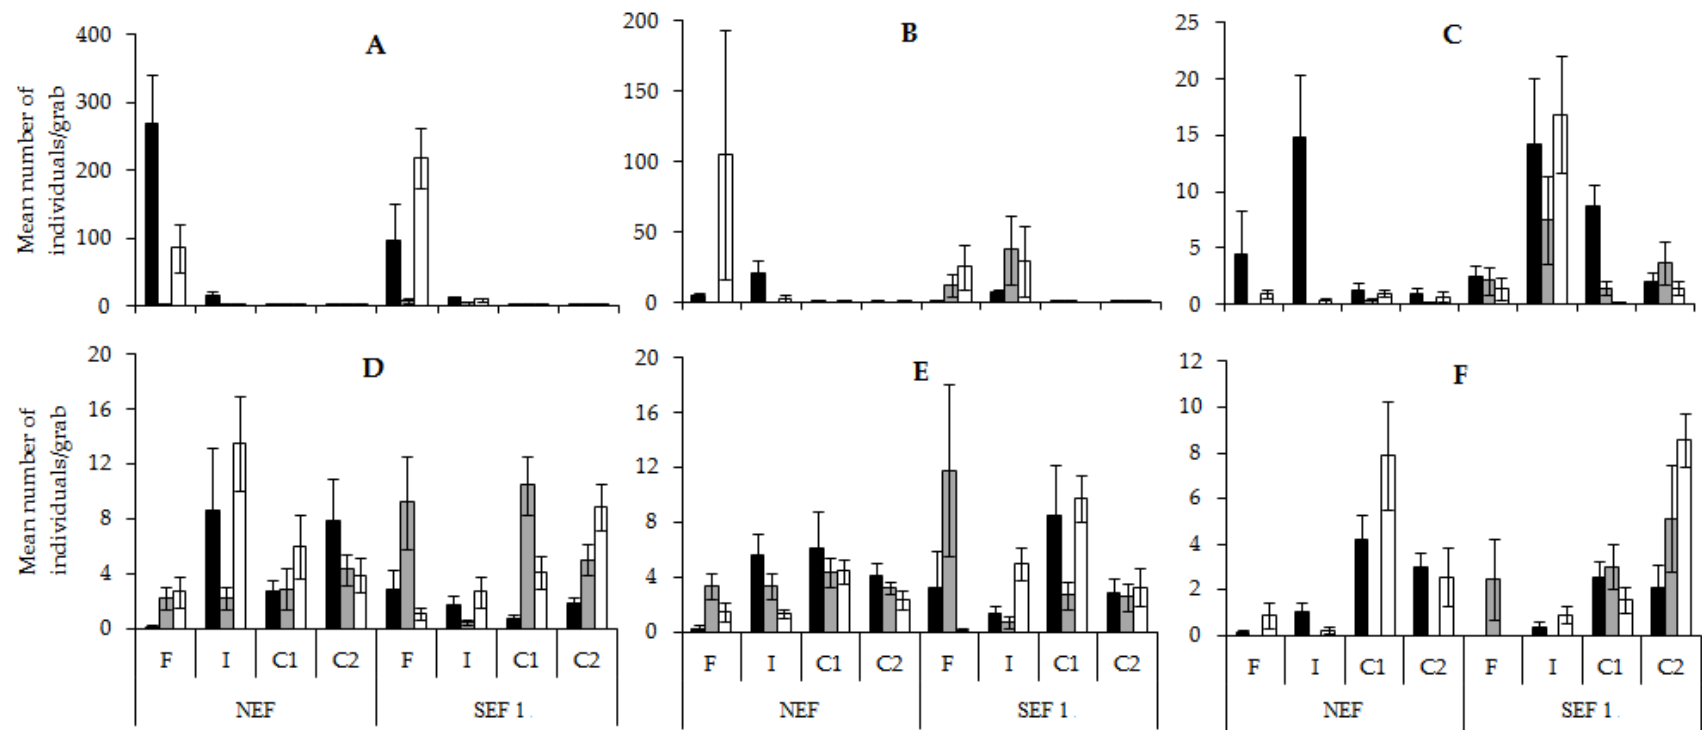 A
B
C
Mean number of
individuals/grab
400
300
200
100
0
200
150
100
50
0
25
20
15
10
5
0
D
E
F
Mean number of
individuals/grab
20
16
12
8
4
0
20
16
12
8
4
0
12
10
8
6
4
2
0
F I C1 C2 F I C1 C2
NEF SEF 1
F I C1 C2 F I C1 C2
NEF SEF 1
F I C1 C2 F I C1 C2
NEF SEF 1